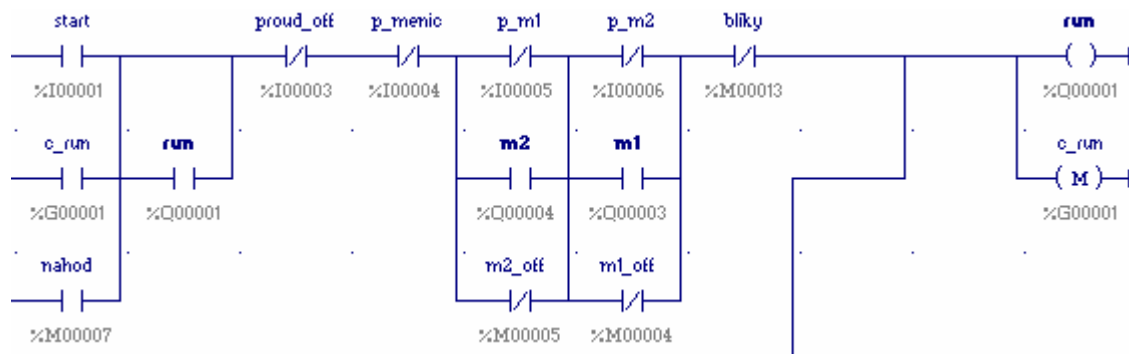 start proud_off p_menic p_m1 p_m2 bliky run
%I00001 %I00003 %I00004 %I00005 %I00006 %M00013 %Q00001
c_run run m2 m1 c_run
M
%G00001 %Q00001 %Q00004 %Q00003 %G00001
nahod m2_off m1_off
%M00007 %M00005 %M00004